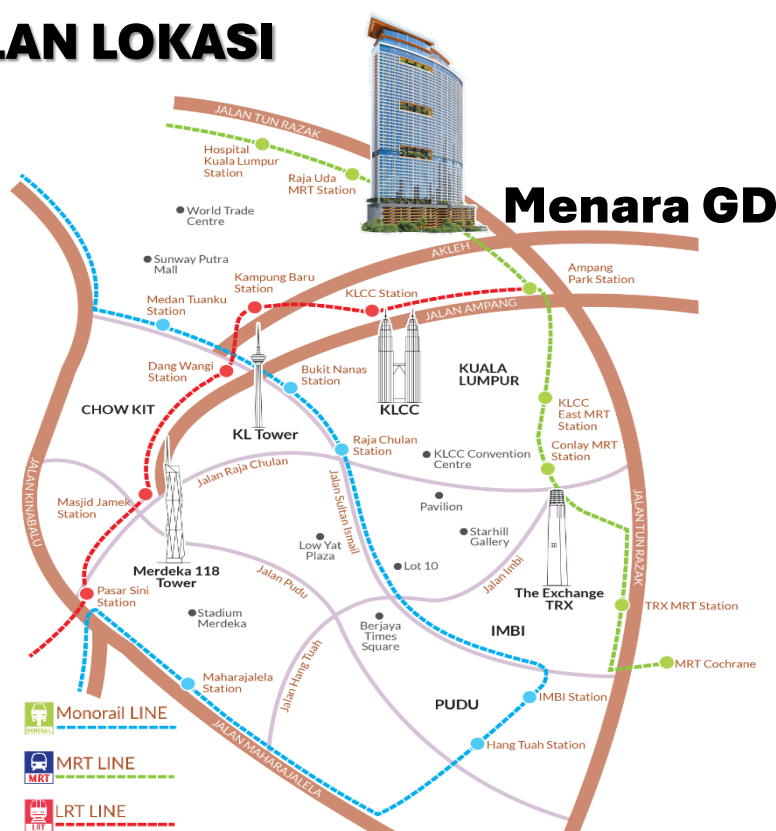 LAN LOKASI
JALAN TUN RAZAK
Hospital
Kuala Lumpur
Station
Raja Uda
MRT Station
Menara GD
World Trade
Centre
AKLEH
Sunway Putra
Mall
Kampung Baru
Station
KLCC Station
Ampang
Park Station
Medan Tuanku
Station
JALAN AMPANG
Dang Wangi
Station
Bukit Nanas
Station
KUALA
LUMPUR
CHOW KIT
KL Tower
KLCC
KLCC
East MRT
Station
Raja Chulan
Station
Conlay MRT
Station
KLCC Convention
Centre
JALAN KINABALU
Jalan Raja Chulan
Jalan Sultan Ismail
Pavilion
JALAN TUN RAZAK
Masjid Jamek
Station
Starhill
Gallery
Low Yat
Plaza
Lot 10
Merdeka 118
Tower
Jalan Pudu
Jalan Imbi
The Exchange
TRX
Pasar Sini
Station
TRX MRT Station
Stadium
Merdeka
Berjaya
Times
Square
IMBI
Jalan Hang Tuah
MRT Cochrane
Maharajalela
Station
IMBI Station
PUDU
Monorail LINE
MONORAIL
JALAN MAHARAJALELA
Hang Tuah Station
MRT LINE
MRT
LRT LINE
LRT